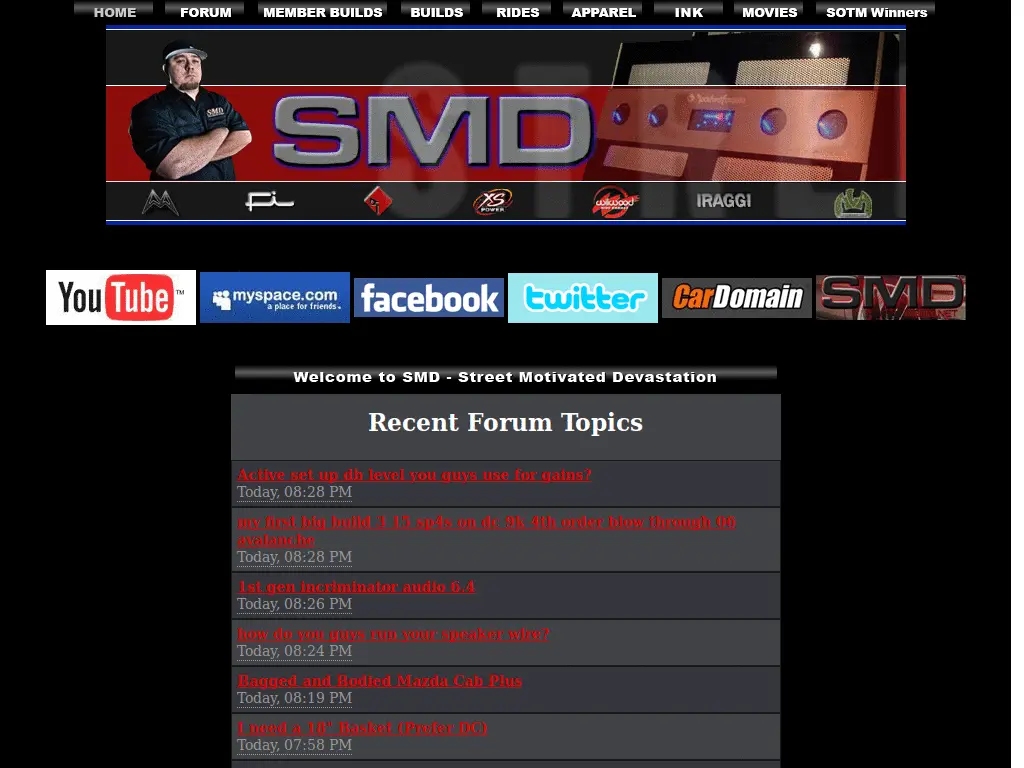 HOME FORUM MEMBER BUILDS BUILDS RIDES APPAREL INK MOVIES SOTM Winners
SMD
SMD
XS
POWER
wilwood
IRAGGI
YouTube™
myspace.com
a place for friends.
facebook
twitter
CarDomain
SMD
Welcome to SMD - Street Motivated Devastation
Recent Forum Topics
Active set up db level you guys use for gains?
Today, 08:28 PM
my first big build 3 15 sp4s on dc 9k 4th order blow through 06
avalanche
Today, 08:28 PM
1st gen incriminator audio 6.4
Today, 08:26 PM
how do you guys run your speaker wire?
Today, 08:24 PM
Bagged and Bodied Mazda Cab Plus
Today, 08:19 PM
I need a 18" Basket (Prefer DC)
Today, 07:58 PM